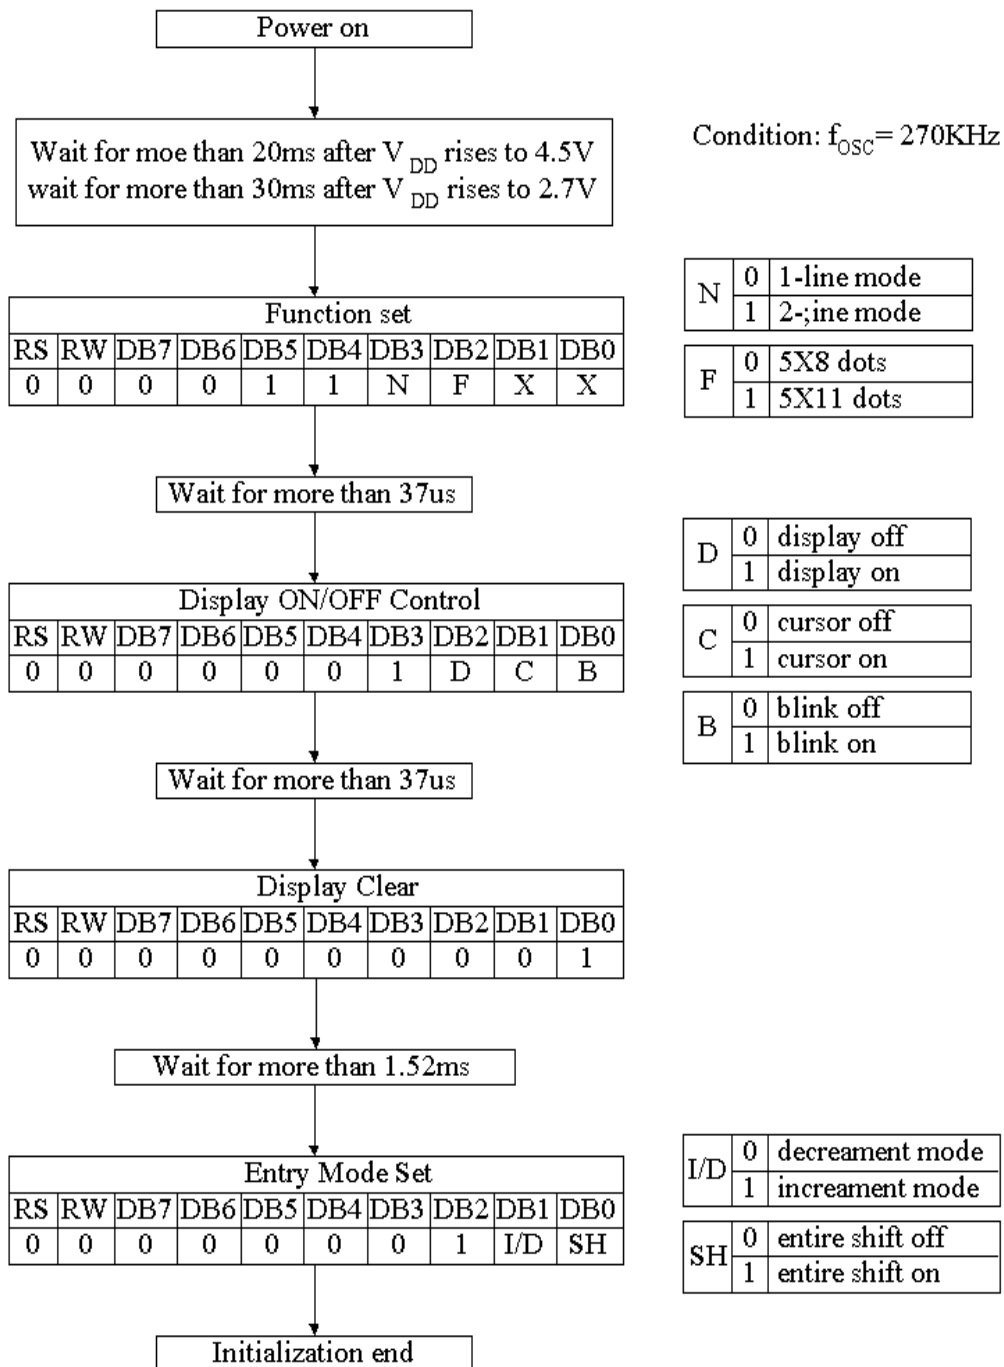 Power on
Wait for moe than 20ms after V DD rises to 4.5V
wait for more than 30ms after V DD rises to 2.7V
Condition: fOSC= 270KHz
Function set
RS RW DB7 DB6 DB5 DB4 DB3 DB2 DB1 DB0
0 0 0 0 1 1 N F X X
N 0 1-line mode
1 2-;ine mode
F 0 5X8 dots
1 5X11 dots
Wait for more than 37us
Display ON/OFF Control
RS RW DB7 DB6 DB5 DB4 DB3 DB2 DB1 DB0
0 0 0 0 0 0 1 D C B
D 0 display off
1 display on
C 0 cursor off
1 cursor on
B 0 blink off
1 blink on
Wait for more than 37us
Display Clear
RS RW DB7 DB6 DB5 DB4 DB3 DB2 DB1 DB0
0 0 0 0 0 0 0 0 0 1
Wait for more than 1.52ms
Entry Mode Set
RS RW DB7 DB6 DB5 DB4 DB3 DB2 DB1 DB0
0 0 0 0 0 0 0 1 I/D SH
I/D 0 decreament mode
1 increament mode
SH 0 entire shift off
1 entire shift on
Initialization end